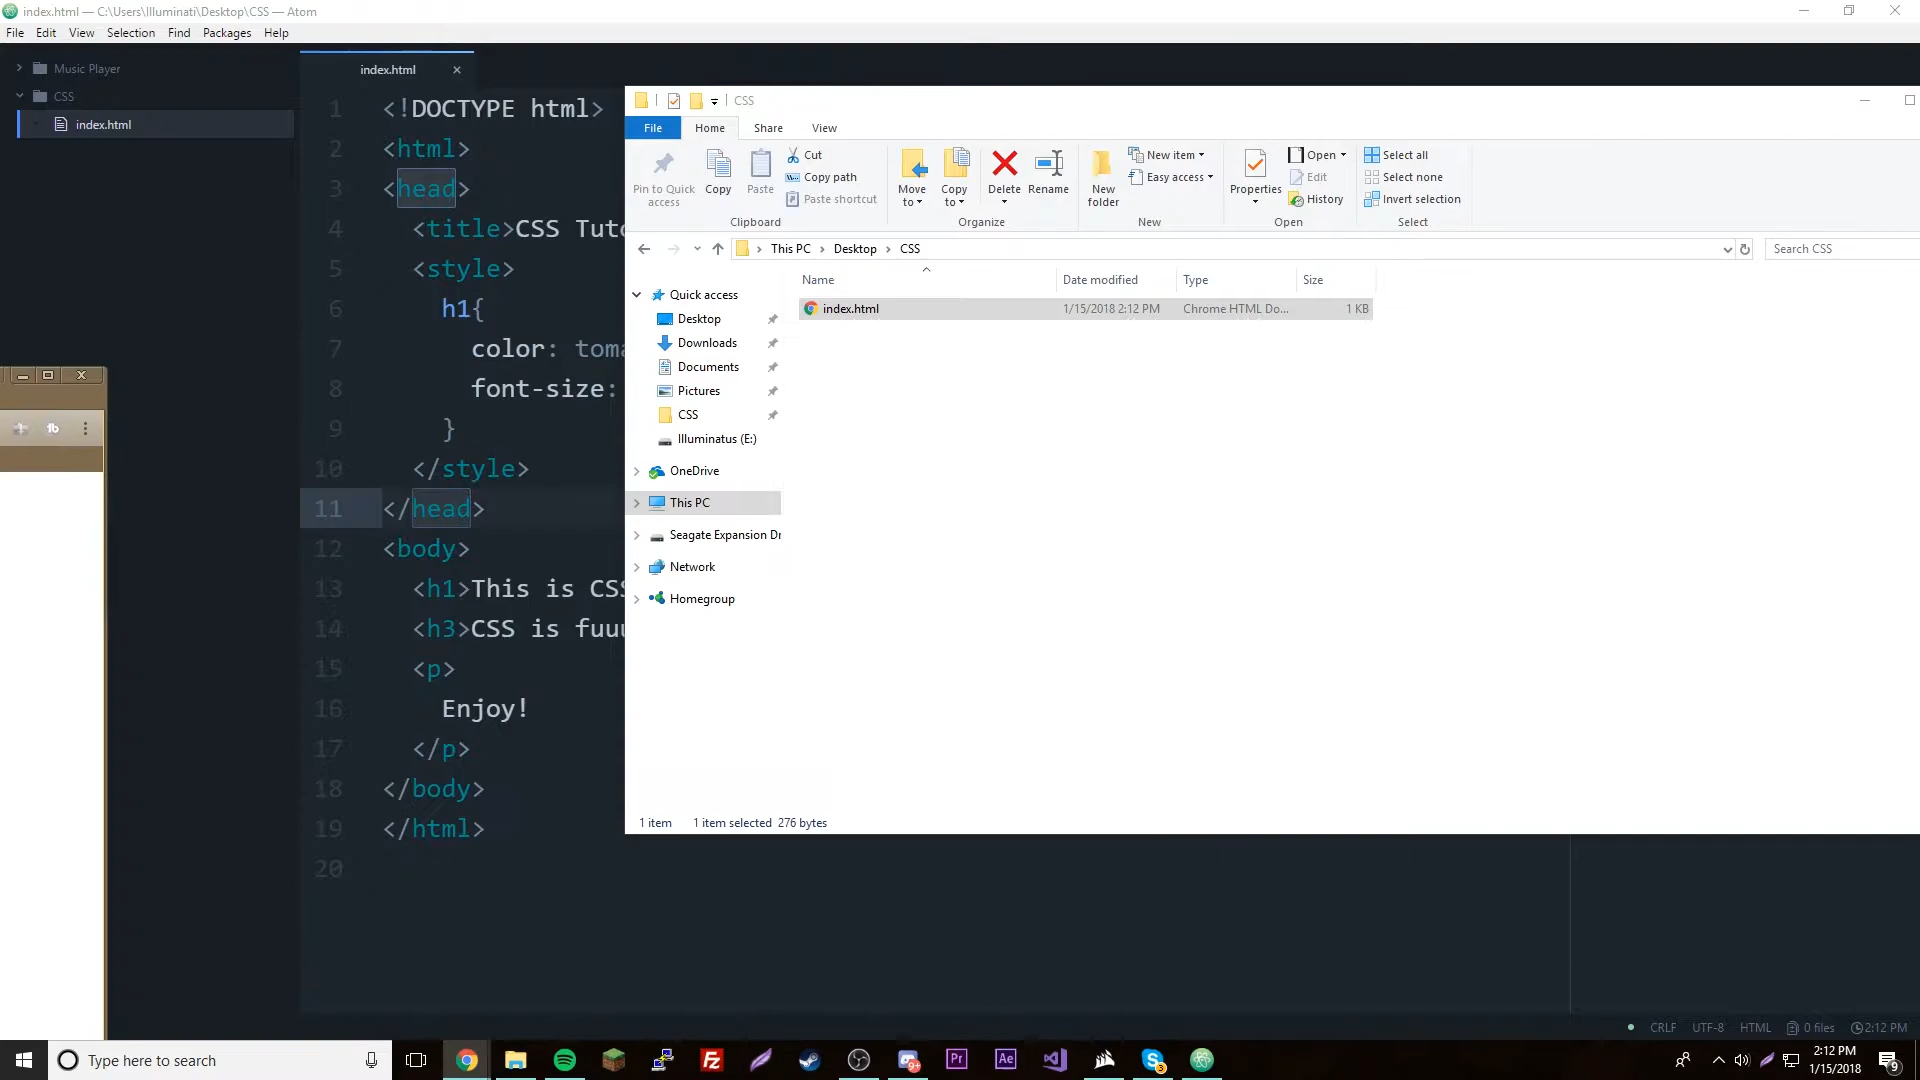 index.html — C:\Users\Illuminati\Desktop\CSS — Atom
File Edit View Selection Find Packages Help
Music Player
CSS
index.html
index.html
1 <!DOCTYPE html>
2 <html>
3 <head>
4 <title>CSS
5 <style>
6 h1{
7 color:
8 font-size:
9 }
10 </style>
11 </head>
12 <body>
13 <h1>This is CSS
14 <h3>CSS is
15 <p>
16 Enjoy!
17 </p>
18 </body>
19 </html>
20
CSS
File Home Share View
Pin to Quick access
Copy
Paste
Cut
Copy path
Paste shortcut
Clipboard
Move to
Copy to
Delete
Rename
Organize
New folder
New item
Easy access
New
Properties
Open
Edit
History
Open
Select all
Select none
Invert selection
Select
This PC > Desktop > CSS
Search CSS
Name Date modified Type Size
index.html 1/15/2018 2:12 PM Chrome HTML Do... 1 KB
Quick access
Desktop
Downloads
Documents
Pictures
CSS
Illuminatus (E:)
OneDrive
This PC
Seagate Expansion
Network
Homegroup
1 item 1 item selected 276 bytes
CRLF UTF-8 HTML 0 files 2:12 PM
Type here to search
Pr
Ae
2:12 PM
1/15/2018